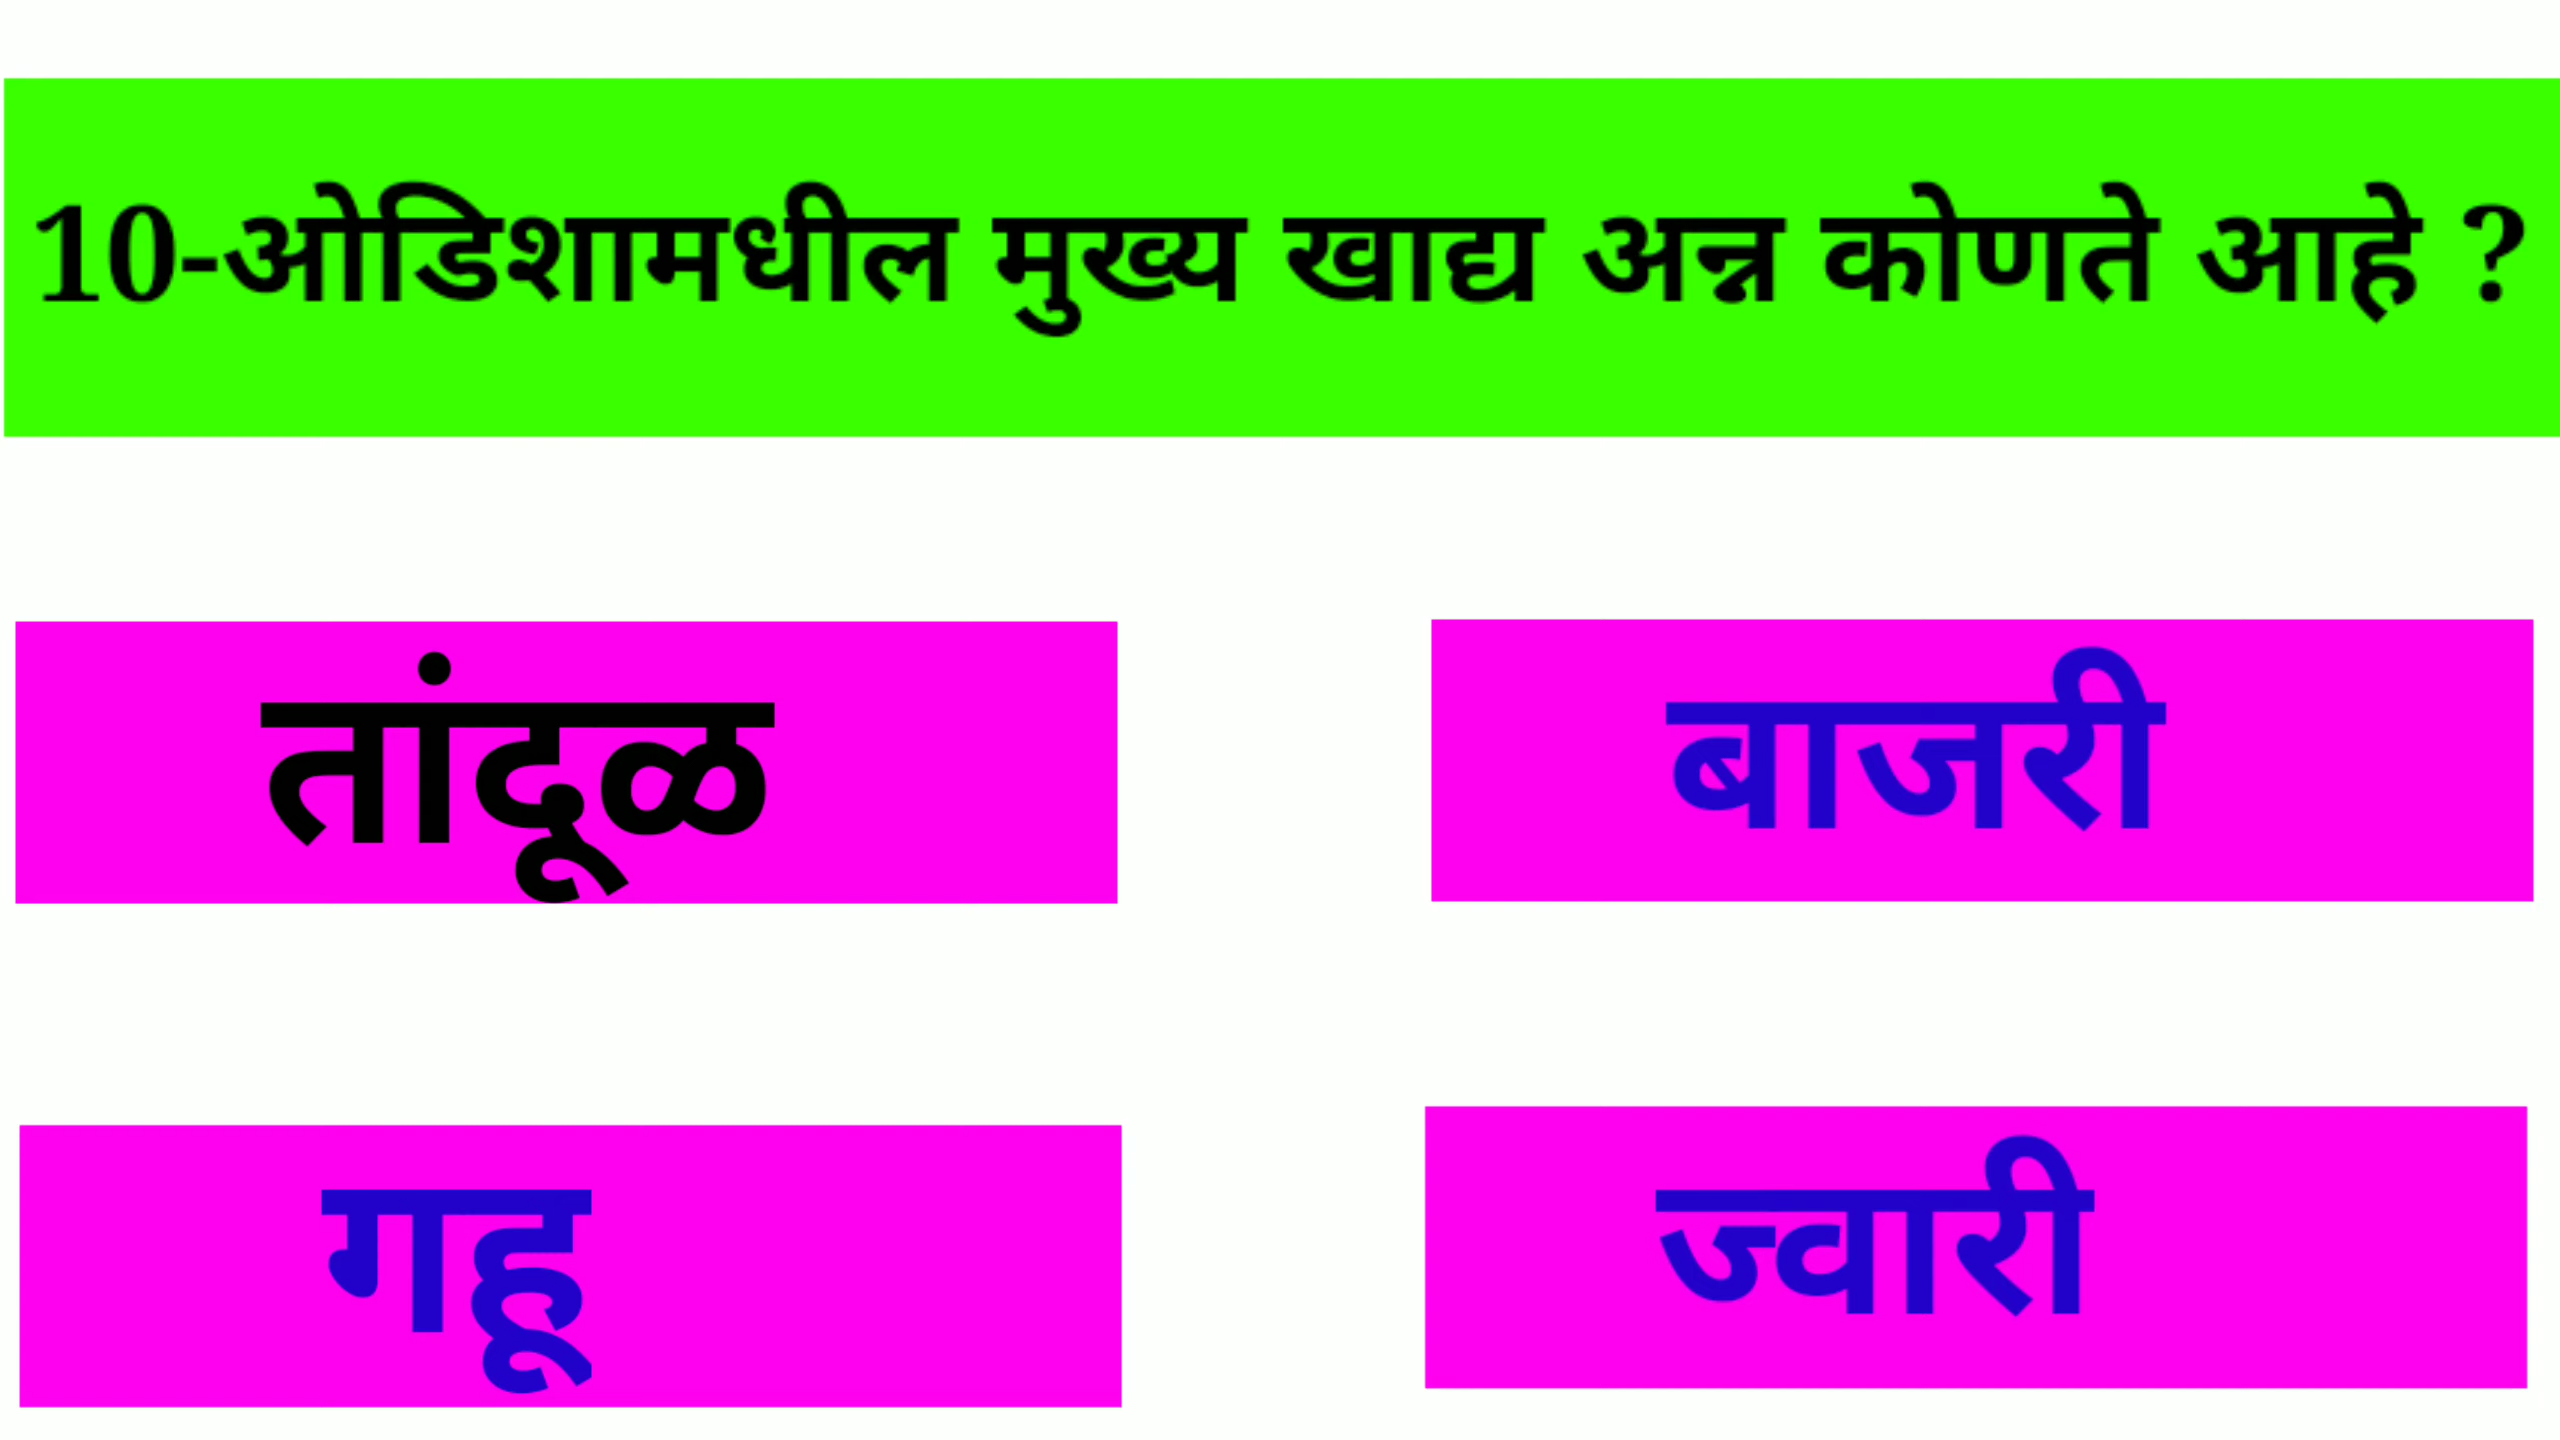 10-ओडिशामधील मुख्य खाद्य अन्न कोणते आहे ?
तांदूळ
बाजरी
गहू
ज्वारी